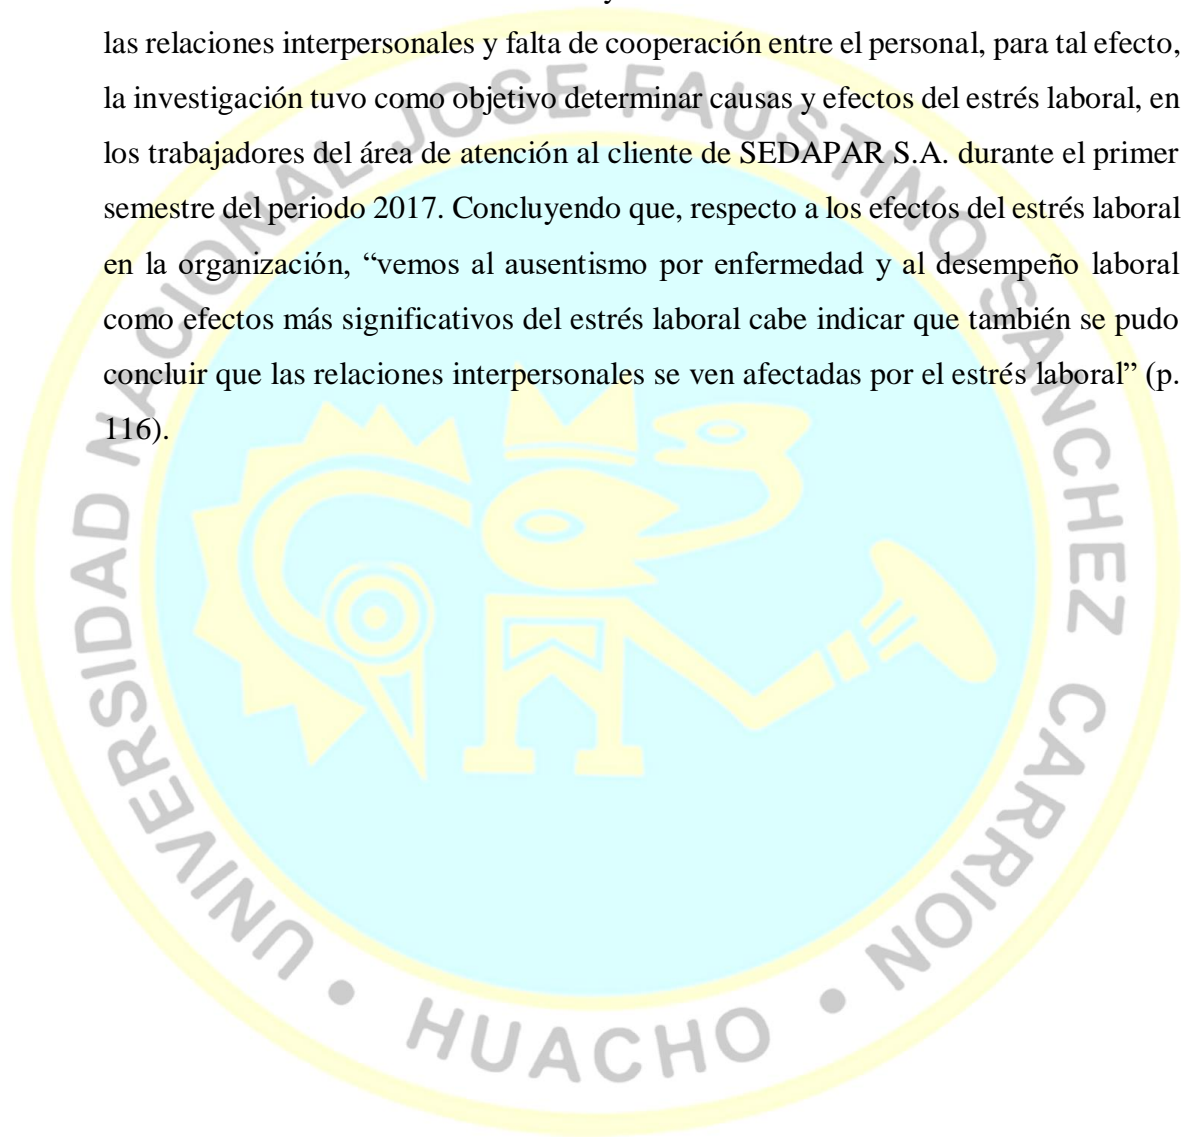 las relaciones interpersonales y falta de cooperación entre el personal, para tal efecto,
la investigación tuvo como objetivo determinar causas y efectos del estrés laboral, en
los trabajadores del área de atención al cliente de SEDAPAR S.A. durante el primer
semestre del periodo 2017. Concluyendo que, respecto a los efectos del estrés laboral
en la organización, “vemos al ausentismo por enfermedad y al desempeño laboral
como efectos más significativos del estrés laboral cabe indicar que también se pudo
concluir que las relaciones interpersonales se ven afectadas por el estrés laboral” (p.
116).
UNIVERSIDAD NACIONAL JOSE FAUSTINO SANCHEZ CARRION
• HUACHO •